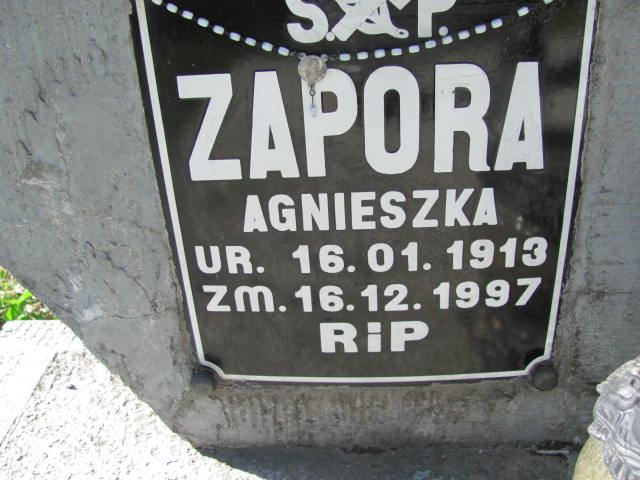 S. P.
ZAPORA
AGNIESZKA
UR. 16.01.1913
ZM. 16.12.1997
RiP